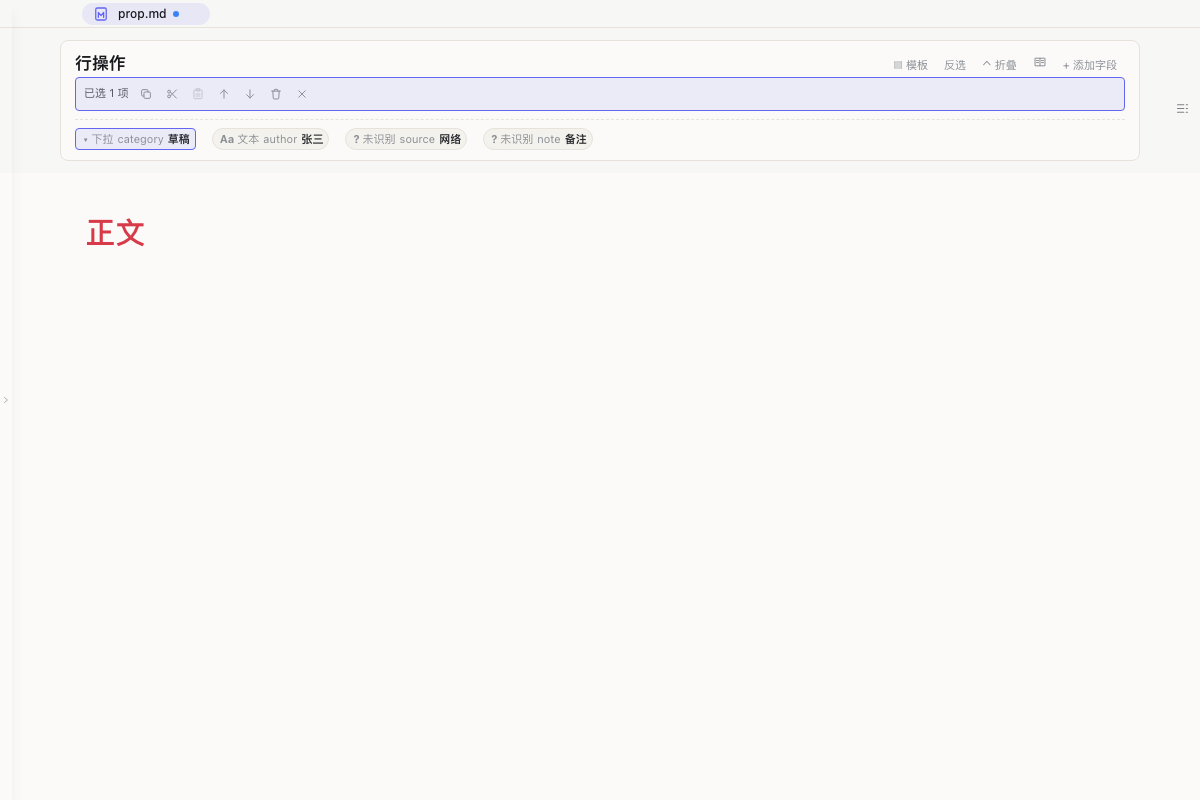 prop.md
行操作
模板 反选 折叠 + 添加字段
已选 1 项
下拉 category 草稿 Aa 文本 author 张三 ? 未识别 source 网络 ? 未识别 note 备注
正文